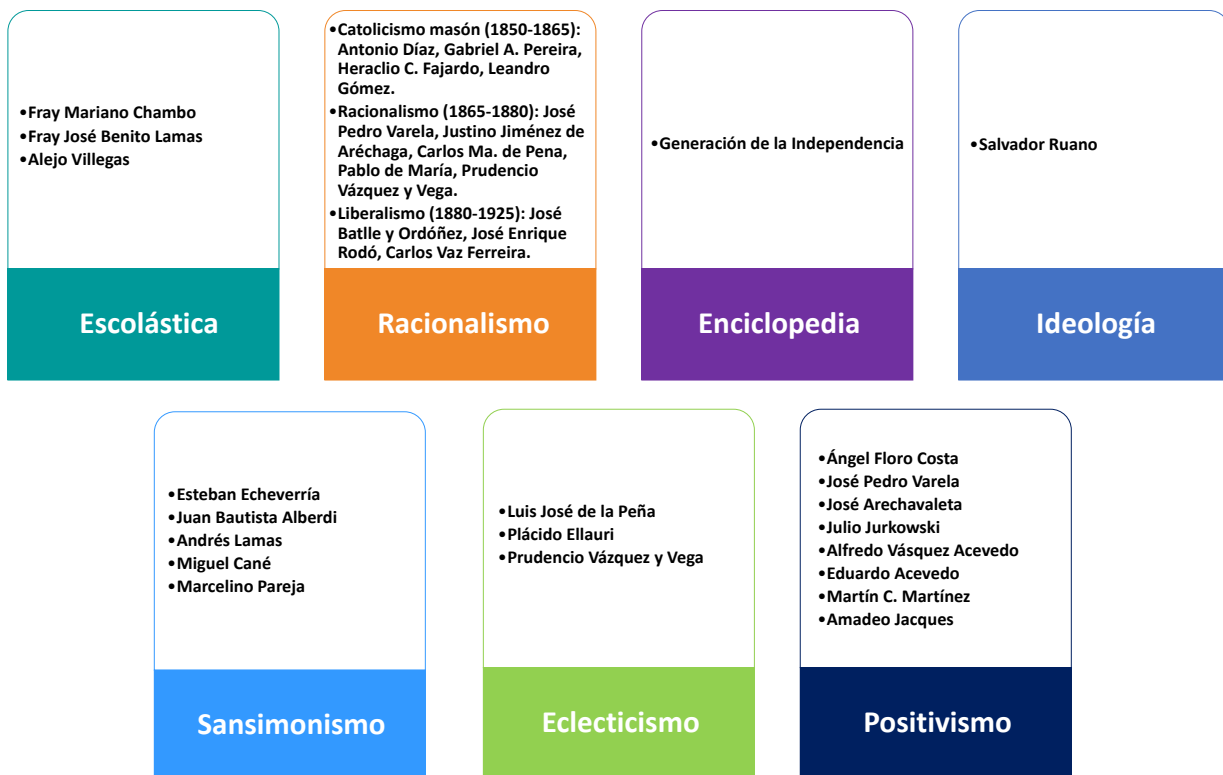 •Fray Mariano Chambo
•Fray José Benito Lamas
•Alejo Villegas
Escolástica
•Catolicismo masón (1850-1865):
Antonio Díaz, Gabriel A. Pereira,
Heraclio C. Fajardo, Leandro
Gómez.
•Racionalismo (1865-1880): José
Pedro Varela, Justino Jiménez de
Aréchaga, Carlos Ma. de Pena,
Pablo de María, Prudencio
Vázquez y Vega.
•Liberalismo (1880-1925): José
Batlle y Ordóñez, José Enrique
Rodó, Carlos Vaz Ferreira.
Racionalismo
•Generación de la Independencia
Enciclopedia
•Salvador Ruano
Ideología
•Esteban Echeverría
•Juan Bautista Alberdi
•Andrés Lamas
•Miguel Cané
•Marcelino Pareja
Sansimonismo
•Luis José de la Peña
•Plácido Ellauri
•Prudencio Vázquez y Vega
Eclecticismo
•Ángel Floro Costa
•José Pedro Varela
•José Arechavaleta
•Julio Jurkowski
•Alfredo Vásquez Acevedo
•Eduardo Acevedo
•Martín C. Martínez
•Amadeo Jacques
Positivismo